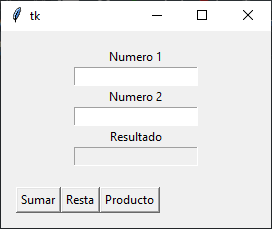 tk
Numero 1
Numero 2
Resultado
Sumar Resta Producto